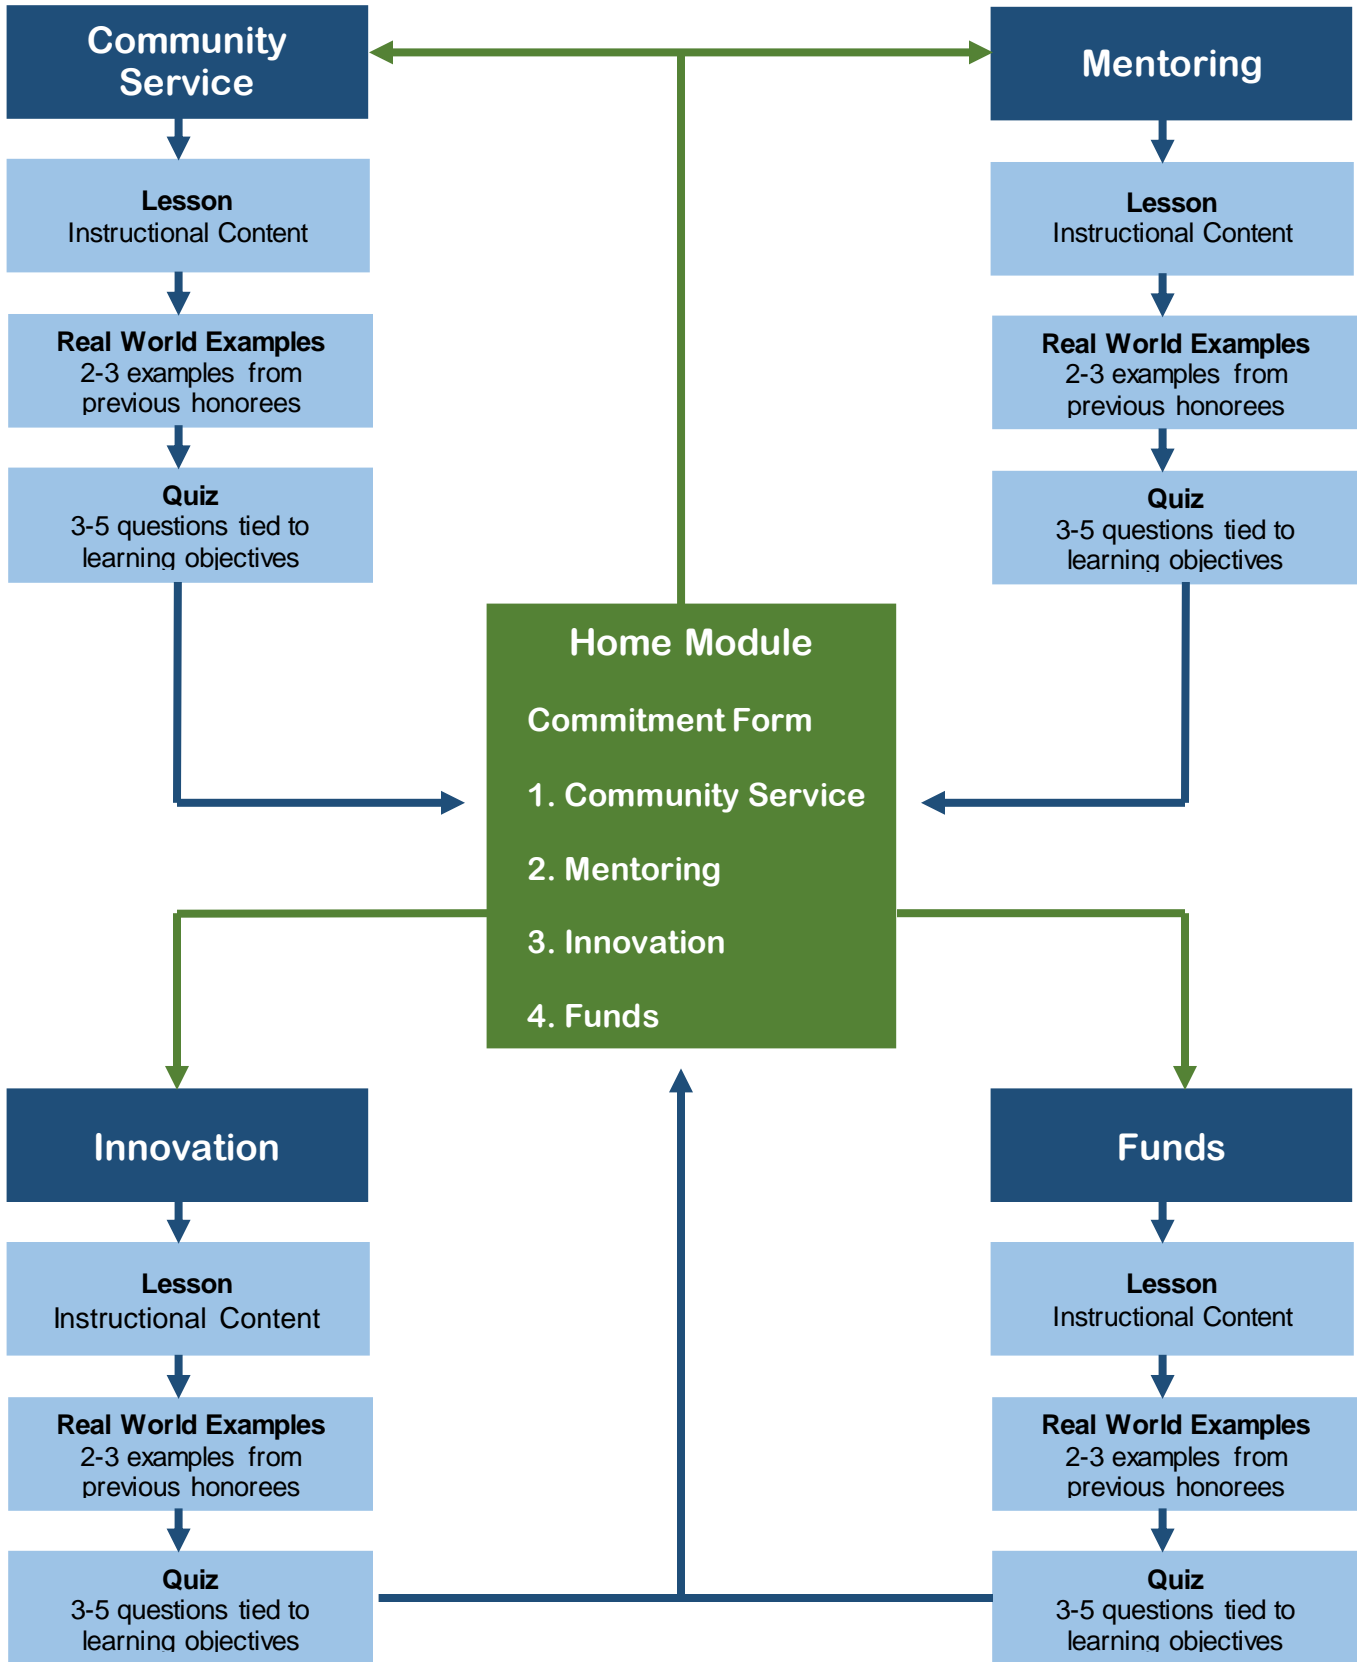 Community
Service
Lesson
Instructional Content
Real World Examples
2-3 examples from
previous honorees
Quiz
3-5 questions tied to
learning objectives
Mentoring
Lesson
Instructional Content
Real World Examples
2-3 examples from
previous honorees
Quiz
3-5 questions tied to
learning objectives
Home Module
Commitment Form
1. Community Service
2. Mentoring
3. Innovation
4. Funds
Innovation
Lesson
Instructional Content
Real World Examples
2-3 examples from
previous honorees
Quiz
3-5 questions tied to
learning objectives
Funds
Lesson
Instructional Content
Real World Examples
2-3 examples from
previous honorees
Quiz
3-5 questions tied to
learning objectives